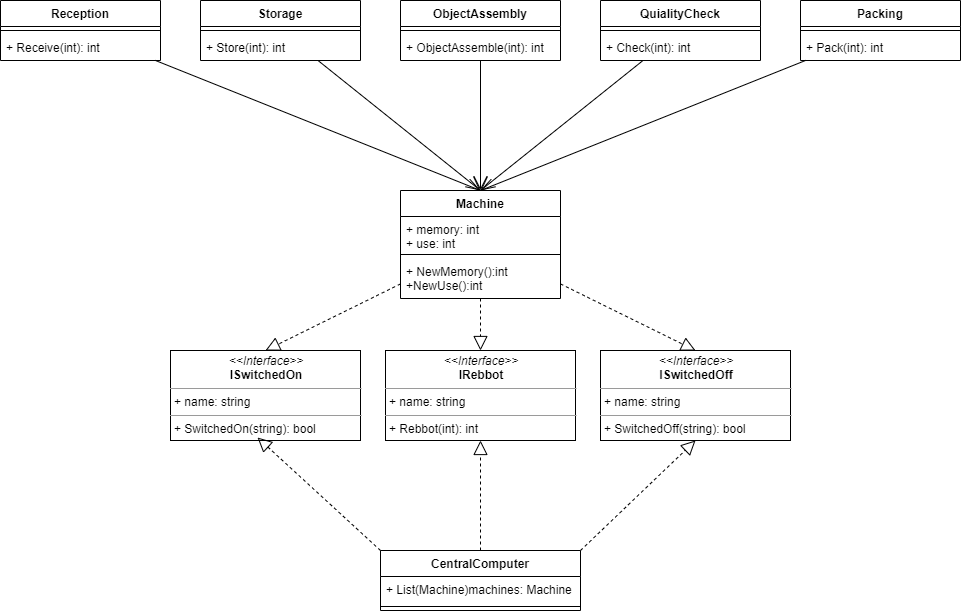 Reception
+ Receive(int): int
Storage
+ Store(int): int
ObjectAssembly
+ ObjectAssemble(int): int
QuialityCheck
+ Check(int): int
Packing
+ Pack(int): int
Machine
+ memory: int
+ use: int
+ NewMemory():int
+NewUse():int
<<Interface>>
ISwitchedOn
+ name: string
+ SwitchedOn(string): bool
<<Interface>>
IRebbot
+ name: string
+ Rebbot(int): int
<<Interface>>
ISwitchedOff
+ name: string
+ SwitchedOff(string): bool
CentralComputer
+ List(Machine)machines: Machine